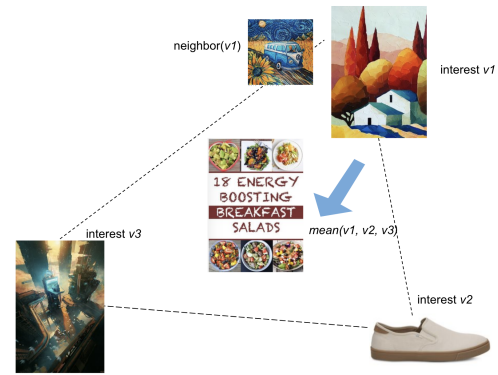 neighbor(v1)
interest v1
18 ENERGY
BOOSTING
BREAKFAST
SALADS
mean(v1, v2, v3)
interest v3
interest v2